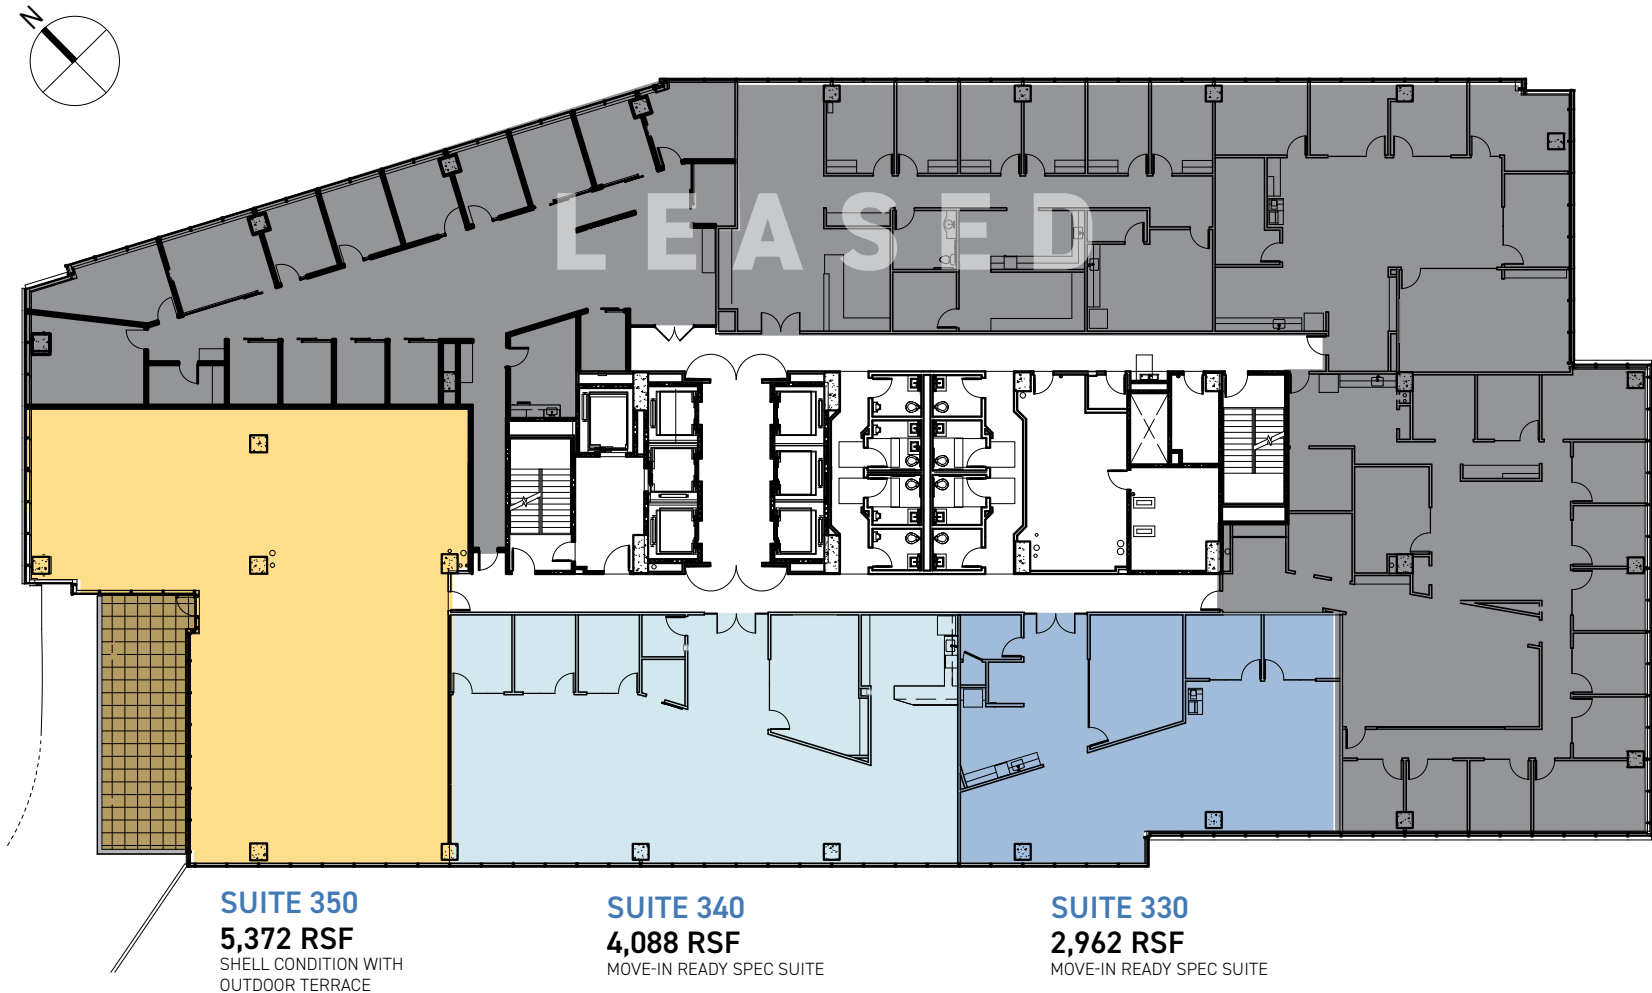 N
LEASED
SUITE 350
5,372 RSF
SHELL CONDITION WITH
OUTDOOR TERRACE
SUITE 340
4,088 RSF
MOVE-IN READY SPEC SUITE
SUITE 330
2,962 RSF
MOVE-IN READY SPEC SUITE